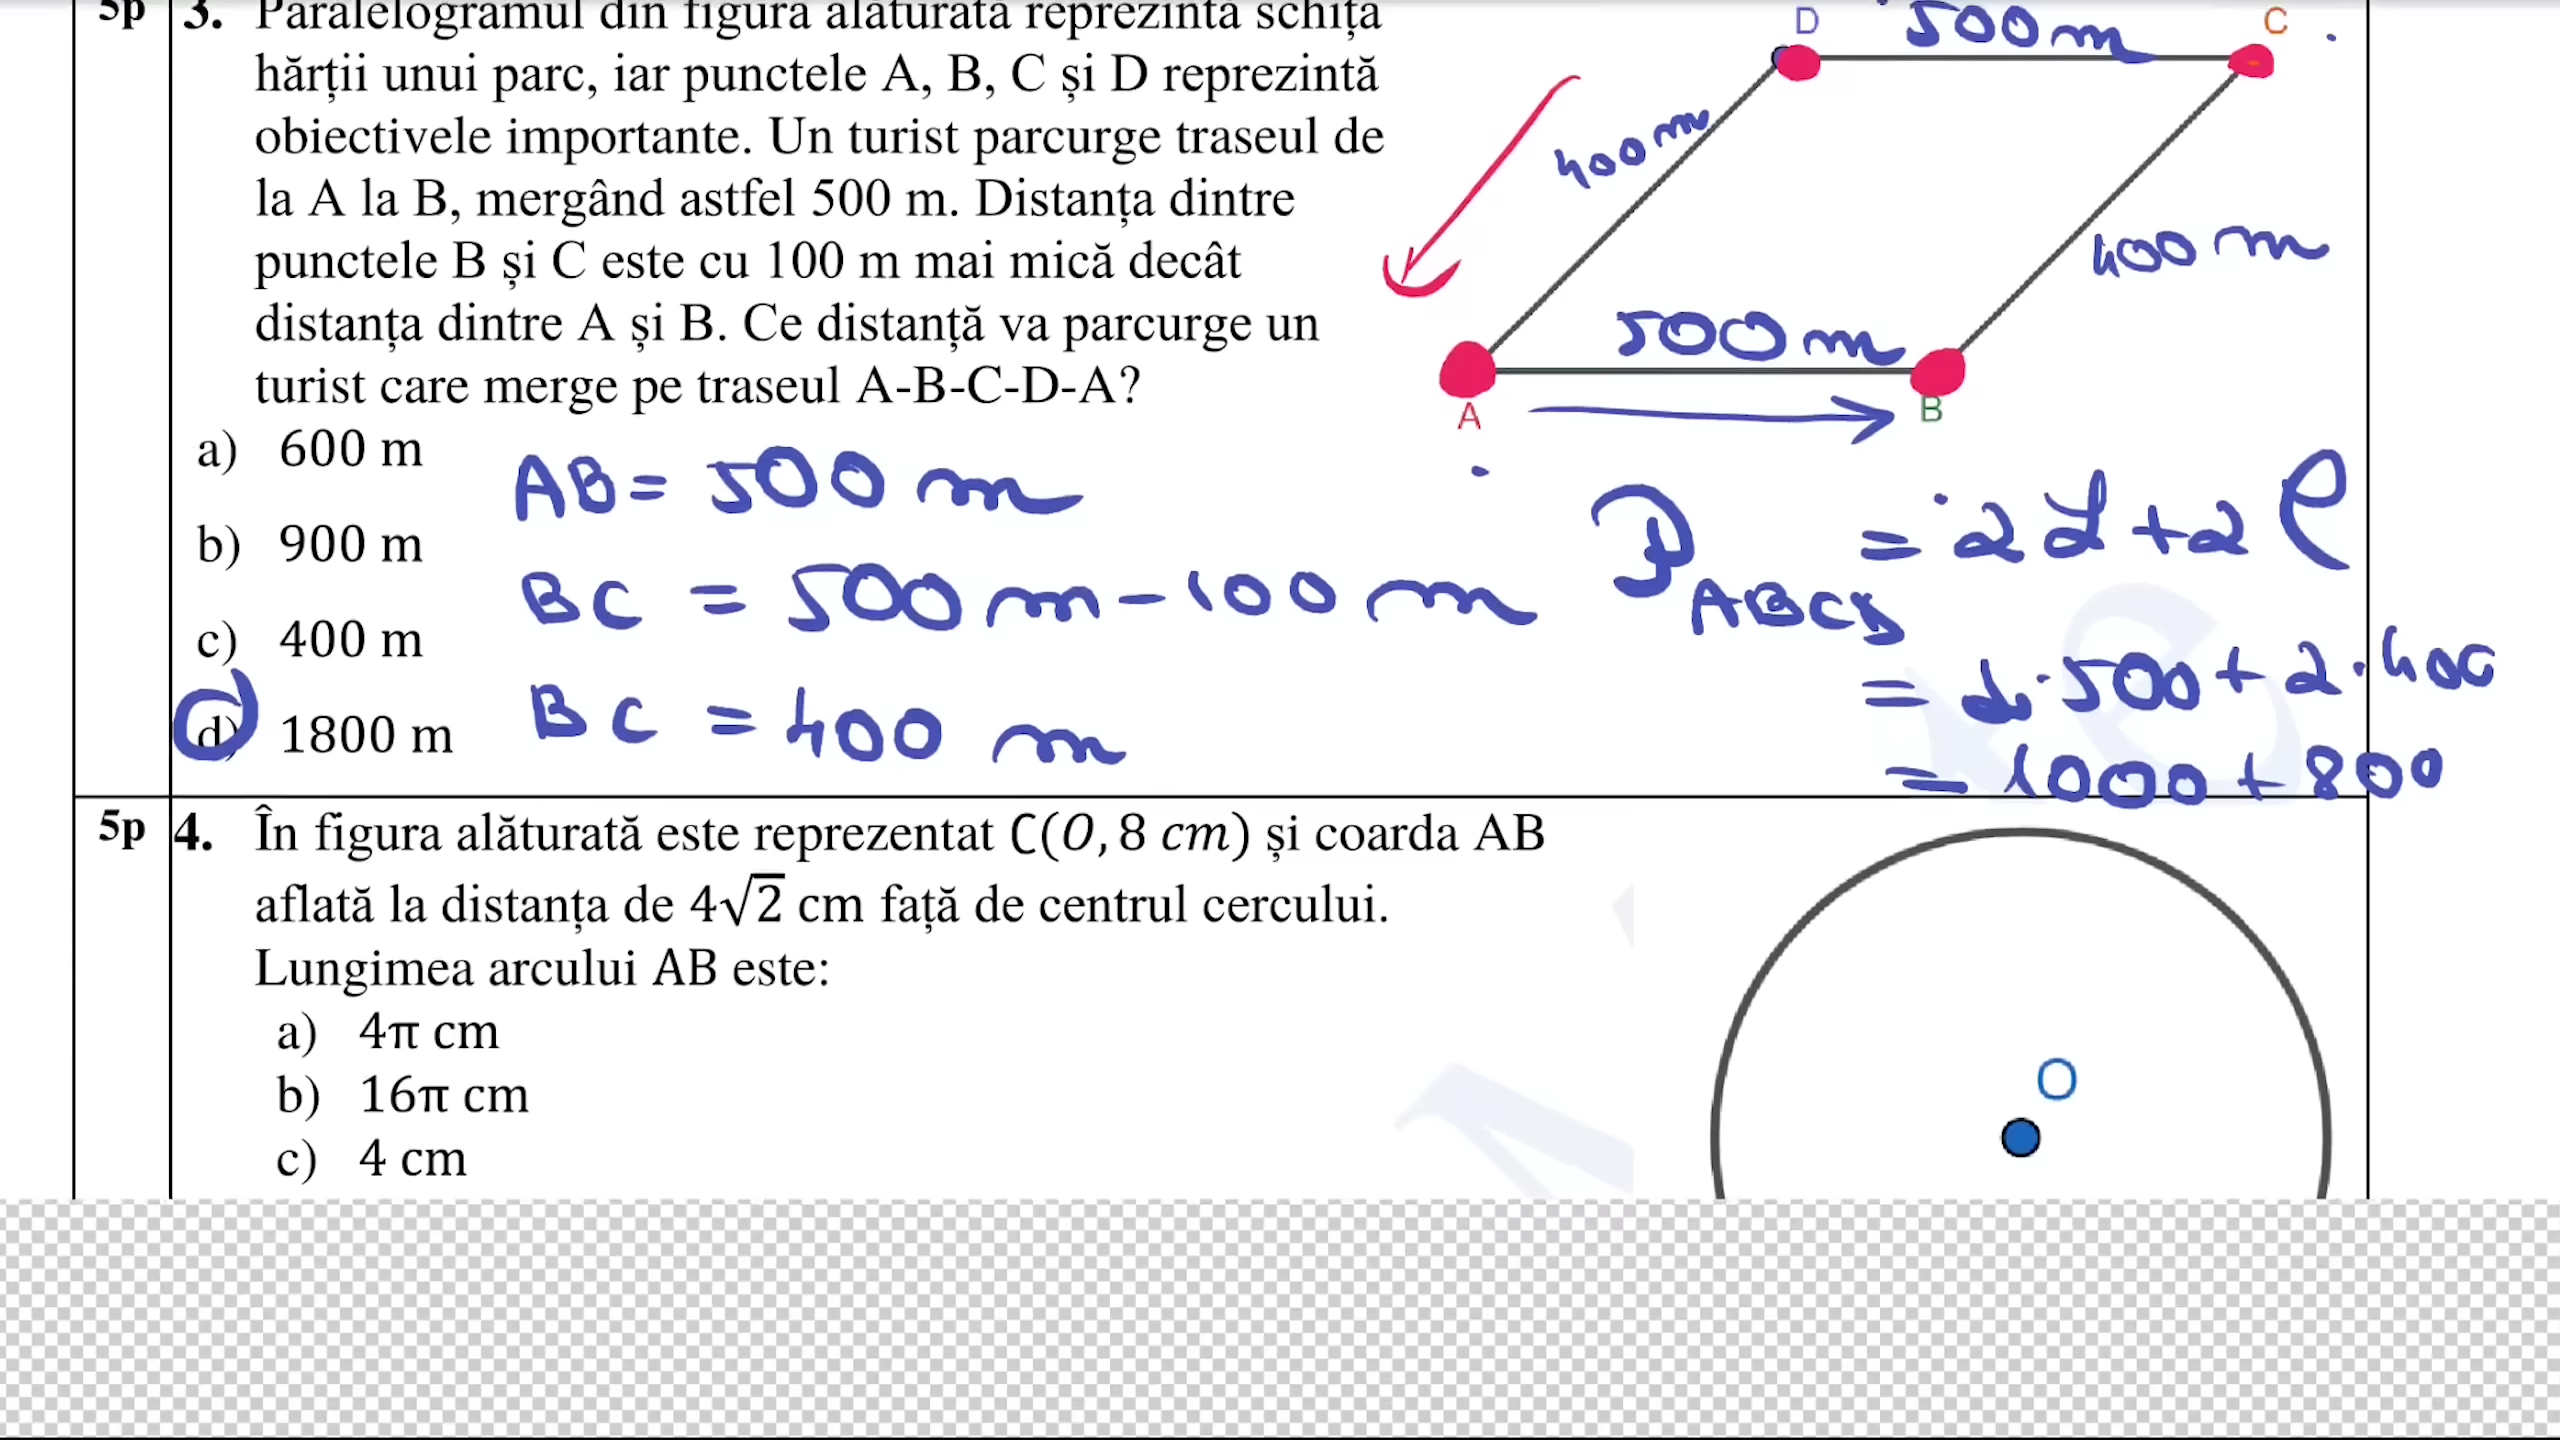 5p 3. Paralelogramul din figura alăturată reprezintă schița
hărții unui parc, iar punctele A, B, C și D reprezintă
obiectivele importante. Un turist parcurge traseul de
la A la B, mergând astfel 500 m. Distanța dintre
punctele B și C este cu 100 m mai mică decât
distanța dintre A și B. Ce distanță va parcurge un
turist care merge pe traseul A-B-C-D-A?
a) 600 m
b) 900 m
c) 400 m
d) 1800 m
D 500 m C
400 m
400 m
500 m
A B
AB = 500 m
BC = 500 m - 100 m
BC = 400 m
P ABCD = 2L + 2l
= 2·500 + 2·400
= 1000 + 800
5p 4. În figura alăturată este reprezentat C(O, 8 cm) și coarda AB
aflată la distanța de 4√2 cm față de centrul cercului.
Lungimea arcului AB este:
a) 4π cm
b) 16π cm
c) 4 cm
O